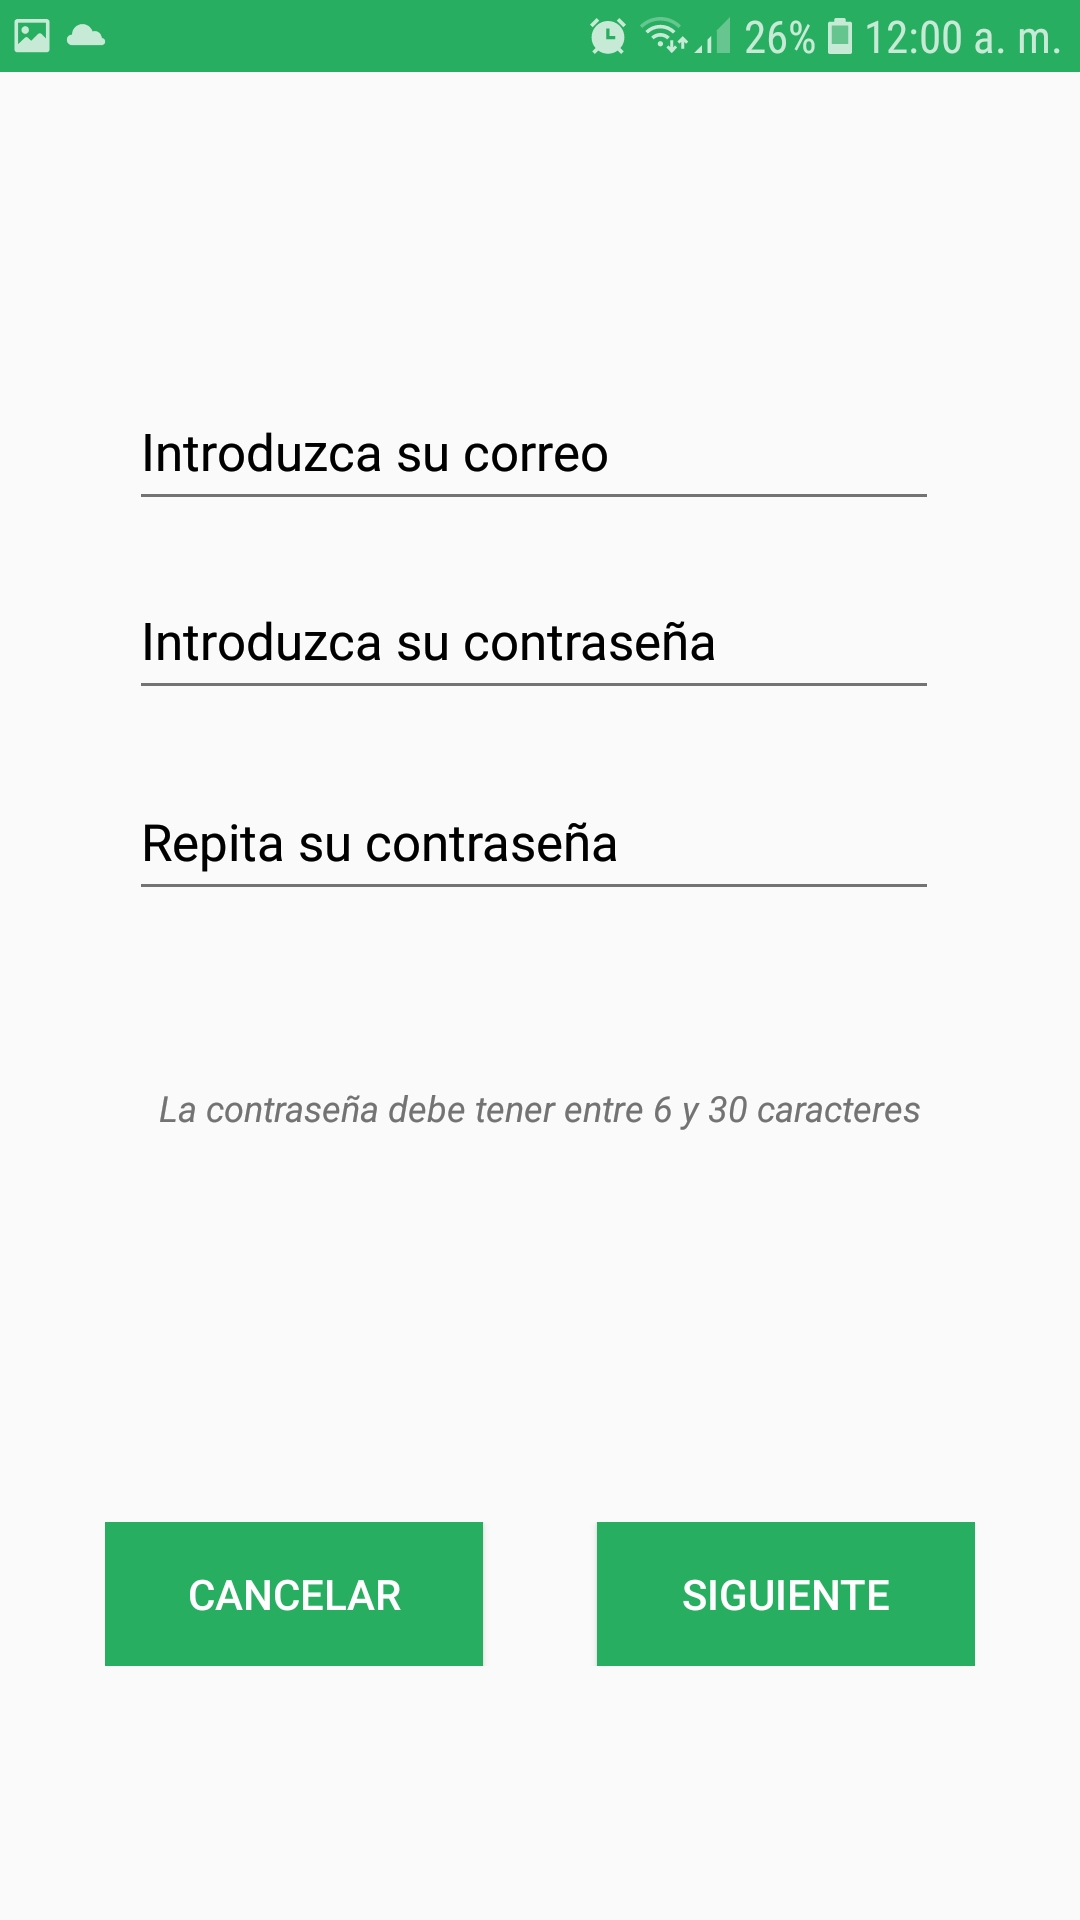 26% 12:00 a. m.
Introduzca su correo
Introduzca su contraseña
Repita su contraseña
La contraseña debe tener entre 6 y 30 caracteres
CANCELAR SIGUIENTE